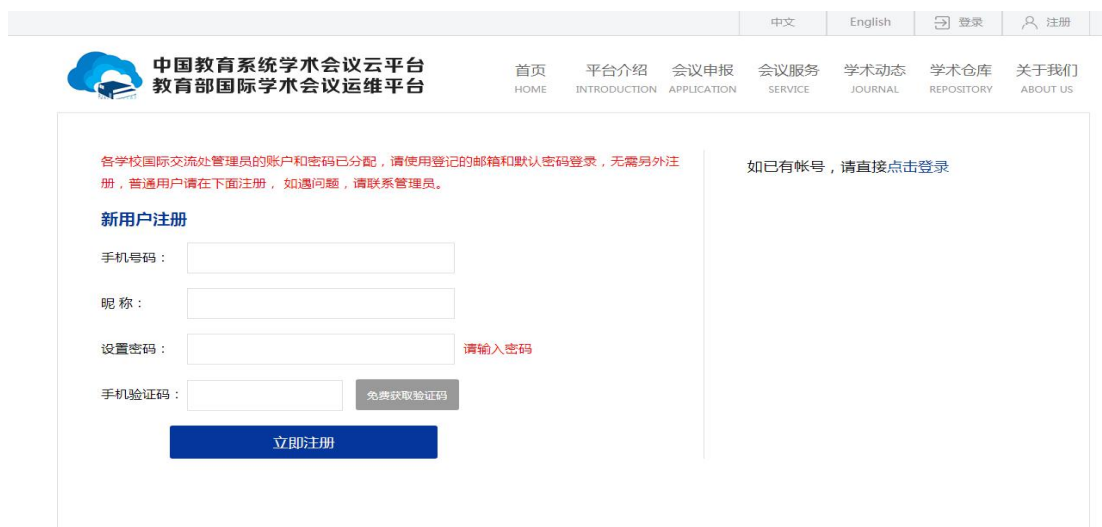 中文 English 登录 注册
中国教育系统学术会议云平台
教育部国际学术会议运维平台
首页 平台介绍 会议申报 会议服务 学术动态 学术仓库 关于我们
HOME INTRODUCTION APPLICATION SERVICE JOURNAL REPOSITORY ABOUT US
各学校国际交流处管理员的账户和密码已分配，请使用登记的邮箱和默认密码登录，无需另外注
册，普通用户请在下面注册， 如遇问题，请联系管理员。
如已有帐号，请直接点击登录
新用户注册
手机号码：
昵 称：
设置密码： 请输入密码
手机验证码： 免费获取验证码
立即注册